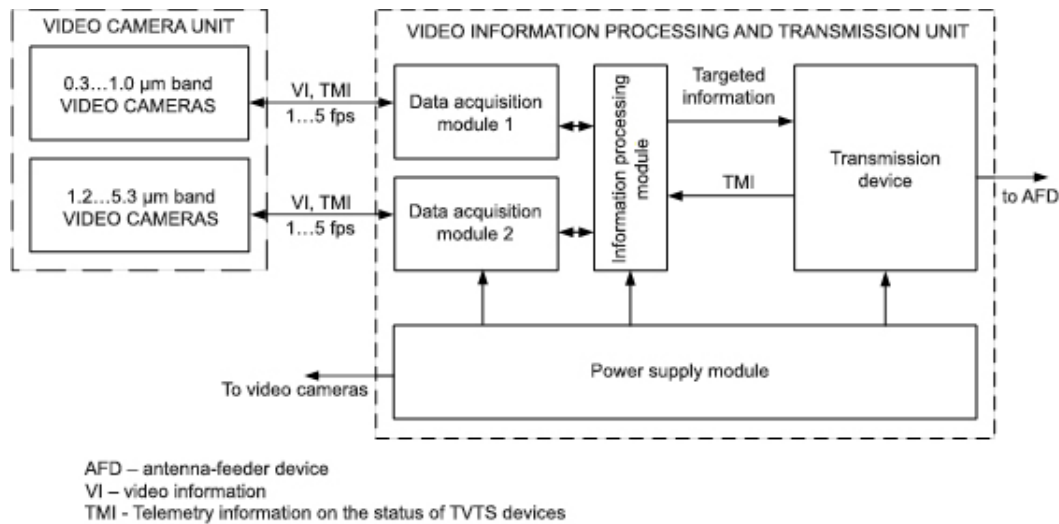 VIDEO CAMERA UNIT
0.3...1.0 μm band
VIDEO CAMERAS
1.2...5.3 μm band
VIDEO CAMERAS
VI, TMI
1...5 fps
VI, TMI
1...5 fps
VIDEO INFORMATION PROCESSING AND TRANSMISSION UNIT
Data acquisition
module 1
Data acquisition
module 2
Information processing
module
Targeted
information
TMI
Transmission
device
to AFD
Power supply module
To video cameras
AFD – antenna-feeder device
VI – video information
TMI - Telemetry information on the status of TVTS devices